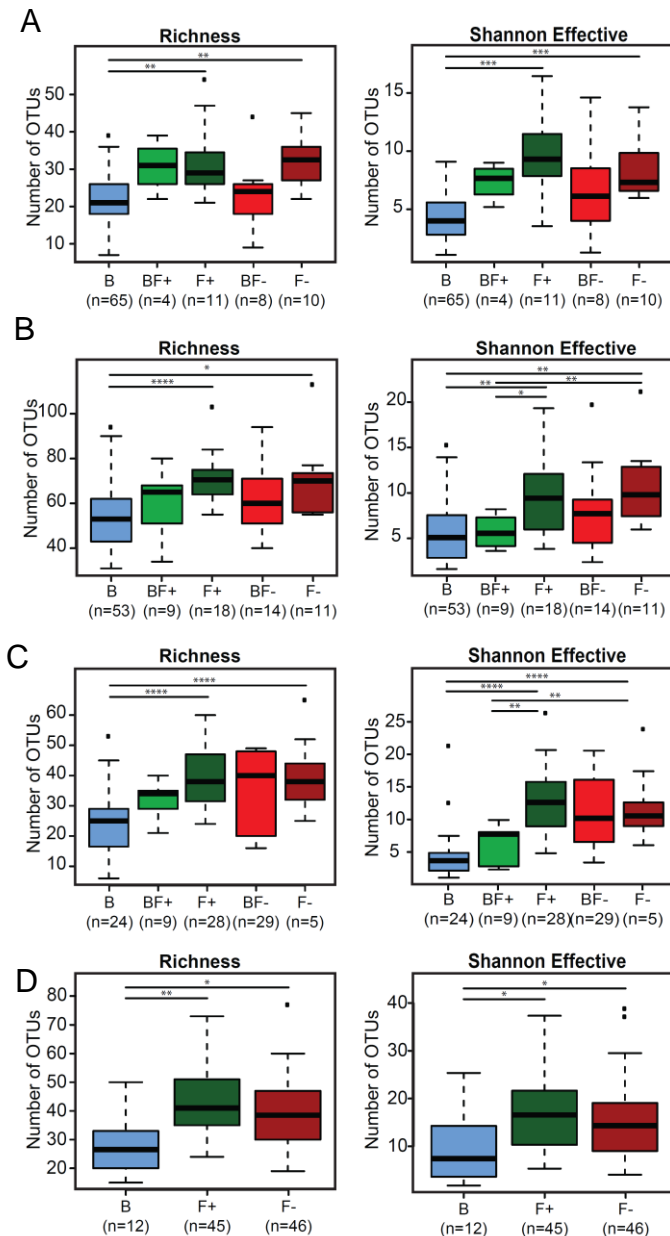 A
Richness
Shannon Effective
Number of OTUs
50
40
30
20
10
**
**
B
BF+
F+
BF-
F-
(n=65)
(n=4)
(n=11)
(n=8)
(n=10)
Number of OTUs
15
10
5
***
***
B
BF+
F+
BF-
F-
(n=65)
(n=4)
(n=11)
(n=8)
(n=10)
B
Richness
Shannon Effective
Number of OTUs
100
80
60
40
*
****
B
BF+
F+
BF-
F-
(n=53)
(n=9)
(n=18)
(n=14)
(n=11)
Number of OTUs
20
15
10
5
**
**
**
*
B
BF+
F+
BF-
F-
(n=53)
(n=9)
(n=18)
(n=14)
(n=11)
C
Richness
Shannon Effective
Number of OTUs
60
50
40
30
20
10
****
****
B
BF+
F+
BF-
F-
(n=24)
(n=9)
(n=28)
(n=29)
(n=5)
Number of OTUs
25
20
15
10
5
****
****
**
**
B
BF+
F+
BF-
F-
(n=24)
(n=9)
(n=28)
(n=29)
(n=5)
D
Richness
Shannon Effective
Number of OTUs
80
70
60
50
40
30
20
*
**
B
F+
F-
(n=12)
(n=45)
(n=46)
Number of OTUs
40
30
20
10
*
*
B
F+
F-
(n=12)
(n=45)
(n=46)